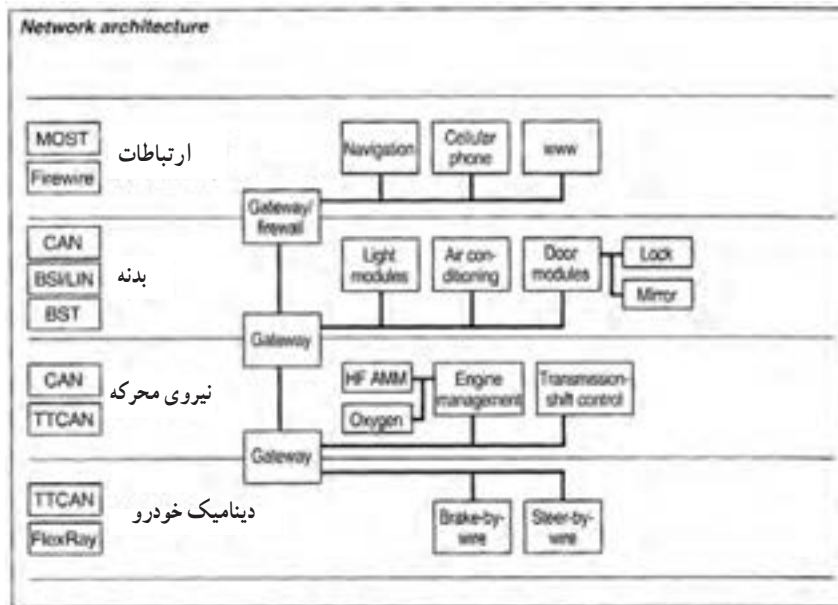 Network architecture
MOST
Firewire
ارتباطات
Navigation
Cellular
phone
www
Gateway/
firewall
CAN
BSI/LIN
BST
بدنه
Light
modules
Air con-
ditioning
Door
modules
Lock
Mirror
Gateway
CAN
TTCAN
نیروی محرکه
HF AMM
Oxygen
Engine
management
Transmission-
shift control
Gateway
TTCAN
FlexRay
دینامیک خودرو
Brake-by-
wire
Steer-by-
wire